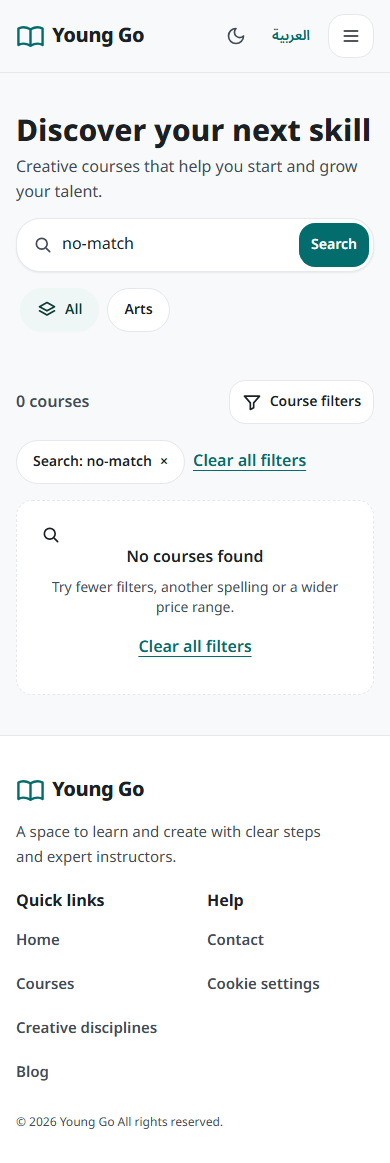 Young Go
العربية
Discover your next skill
Creative courses that help you start and grow
your talent.
no-match
Search
All
Arts
0 courses
Course filters
Search: no-match ×
Clear all filters
No courses found
Try fewer filters, another spelling or a wider
price range.
Clear all filters
Young Go
A space to learn and create with clear steps
and expert instructors.
Quick links
Help
Home
Contact
Courses
Cookie settings
Creative disciplines
Blog
© 2026 Young Go All rights reserved.